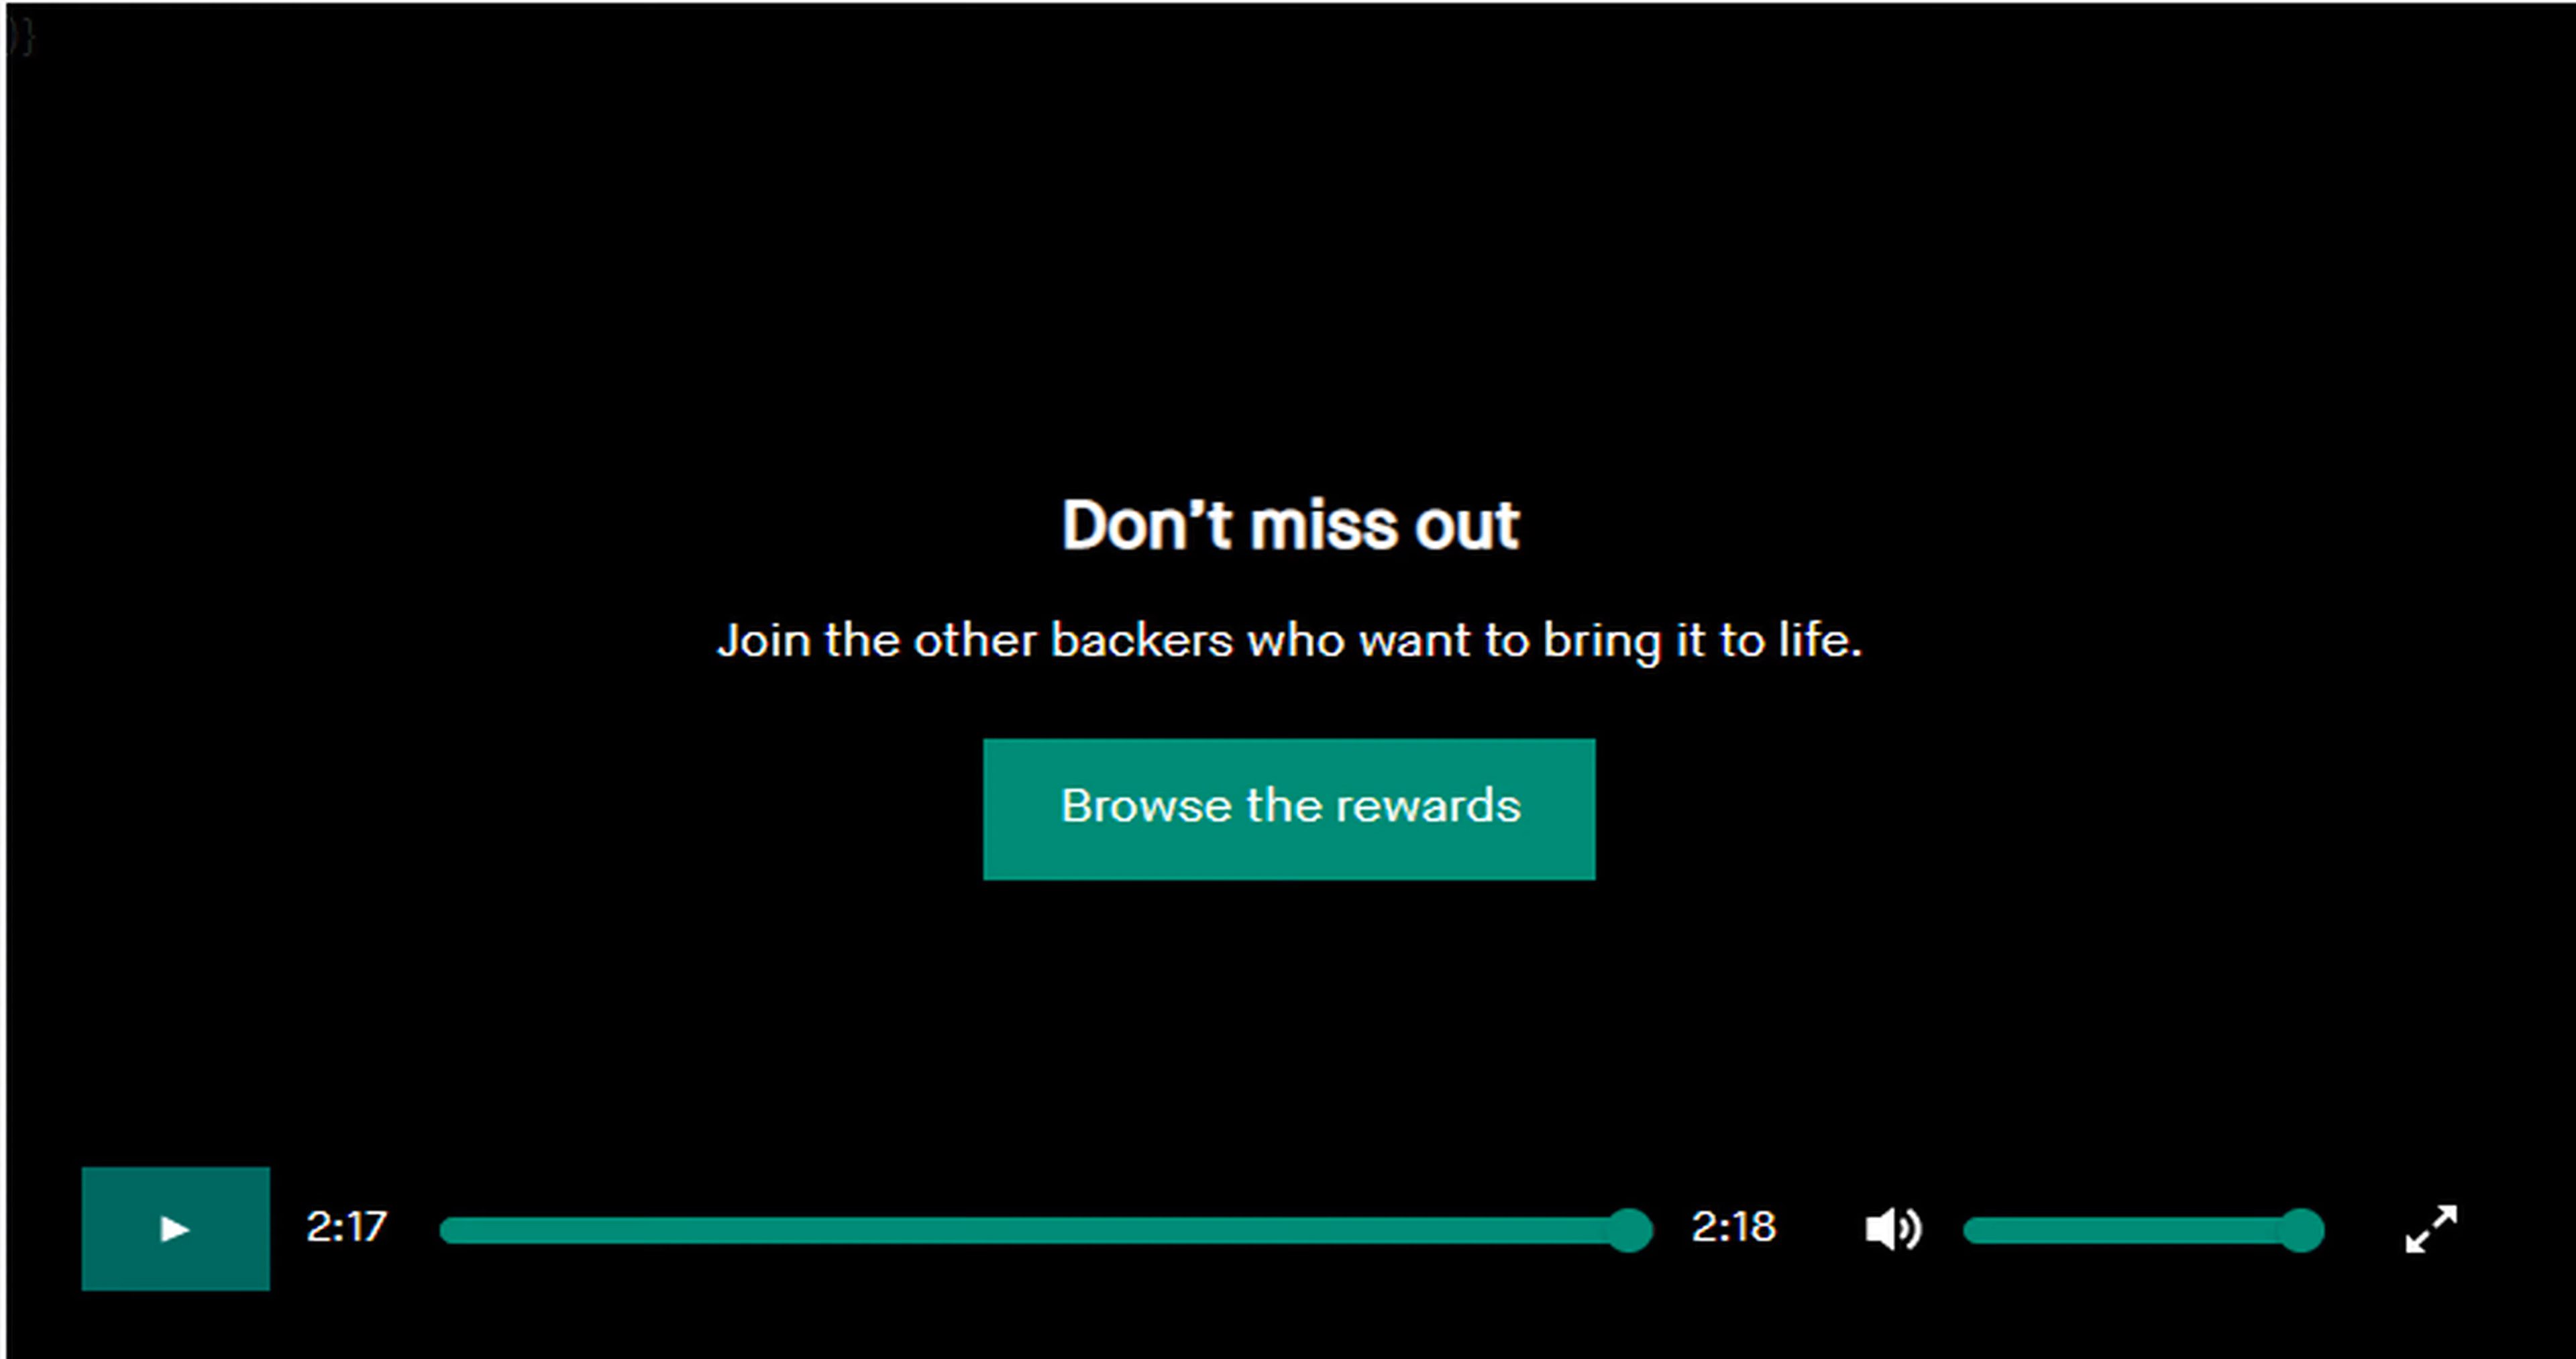 )}
Don’t miss out
Join the other backers who want to bring it to life.
Browse the rewards
2:17
2:18